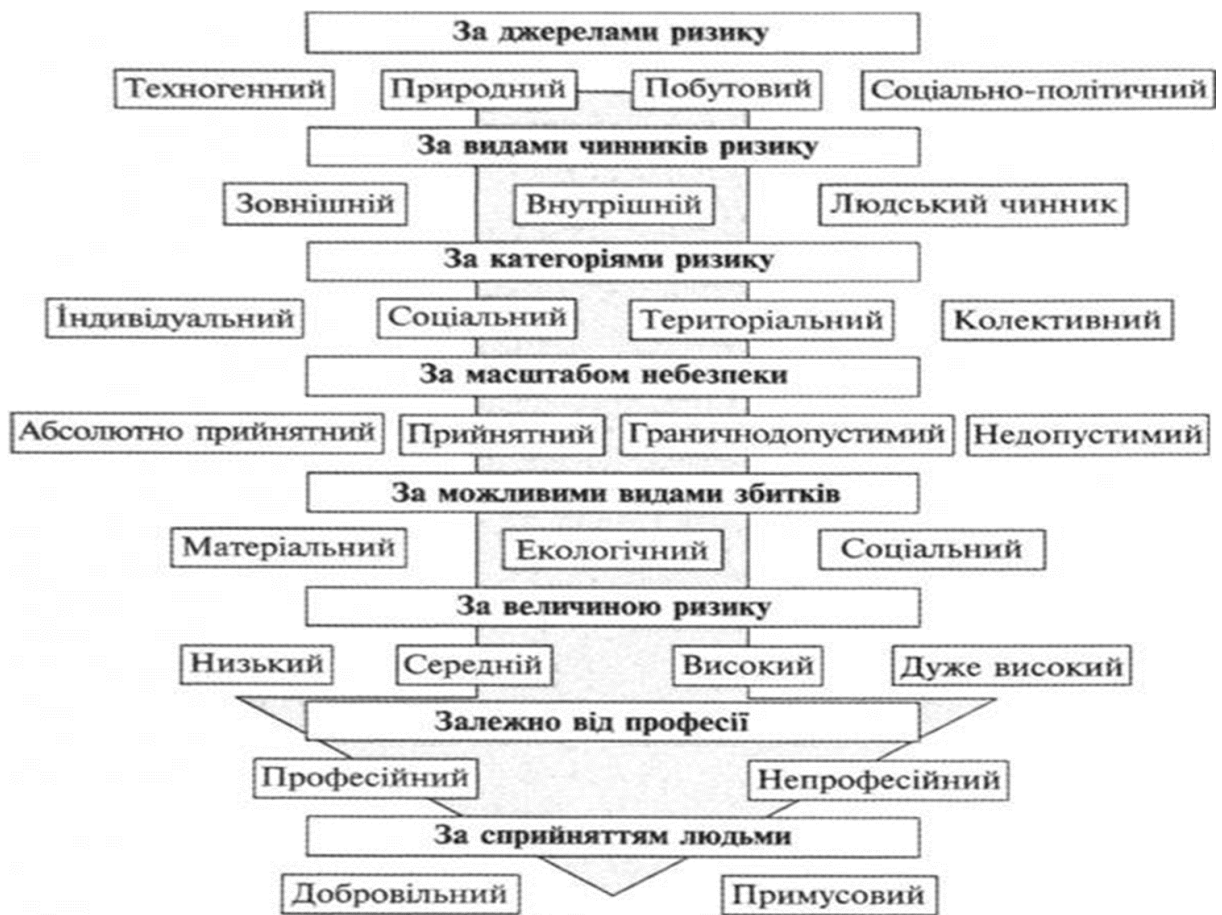 За джерелами ризику
Техногенний Природний Побутовий Соціально-політичний
За видами чинників ризику
Зовнішній Внутрішній Людський чинник
За категоріями ризику
Індивідуальний Соціальний Територіальний Колективний
За масштабом небезпеки
Абсолютно прийнятний Прийнятний Граничнодопустимий Недопустимий
За можливими видами збитків
Матеріальний Екологічний Соціальний
За величиною ризику
Низький Середній Високий Дуже високий
Залежно від професії
Професійний Непрофесійний
За сприйняттям людьми
Добровільний Примусовий